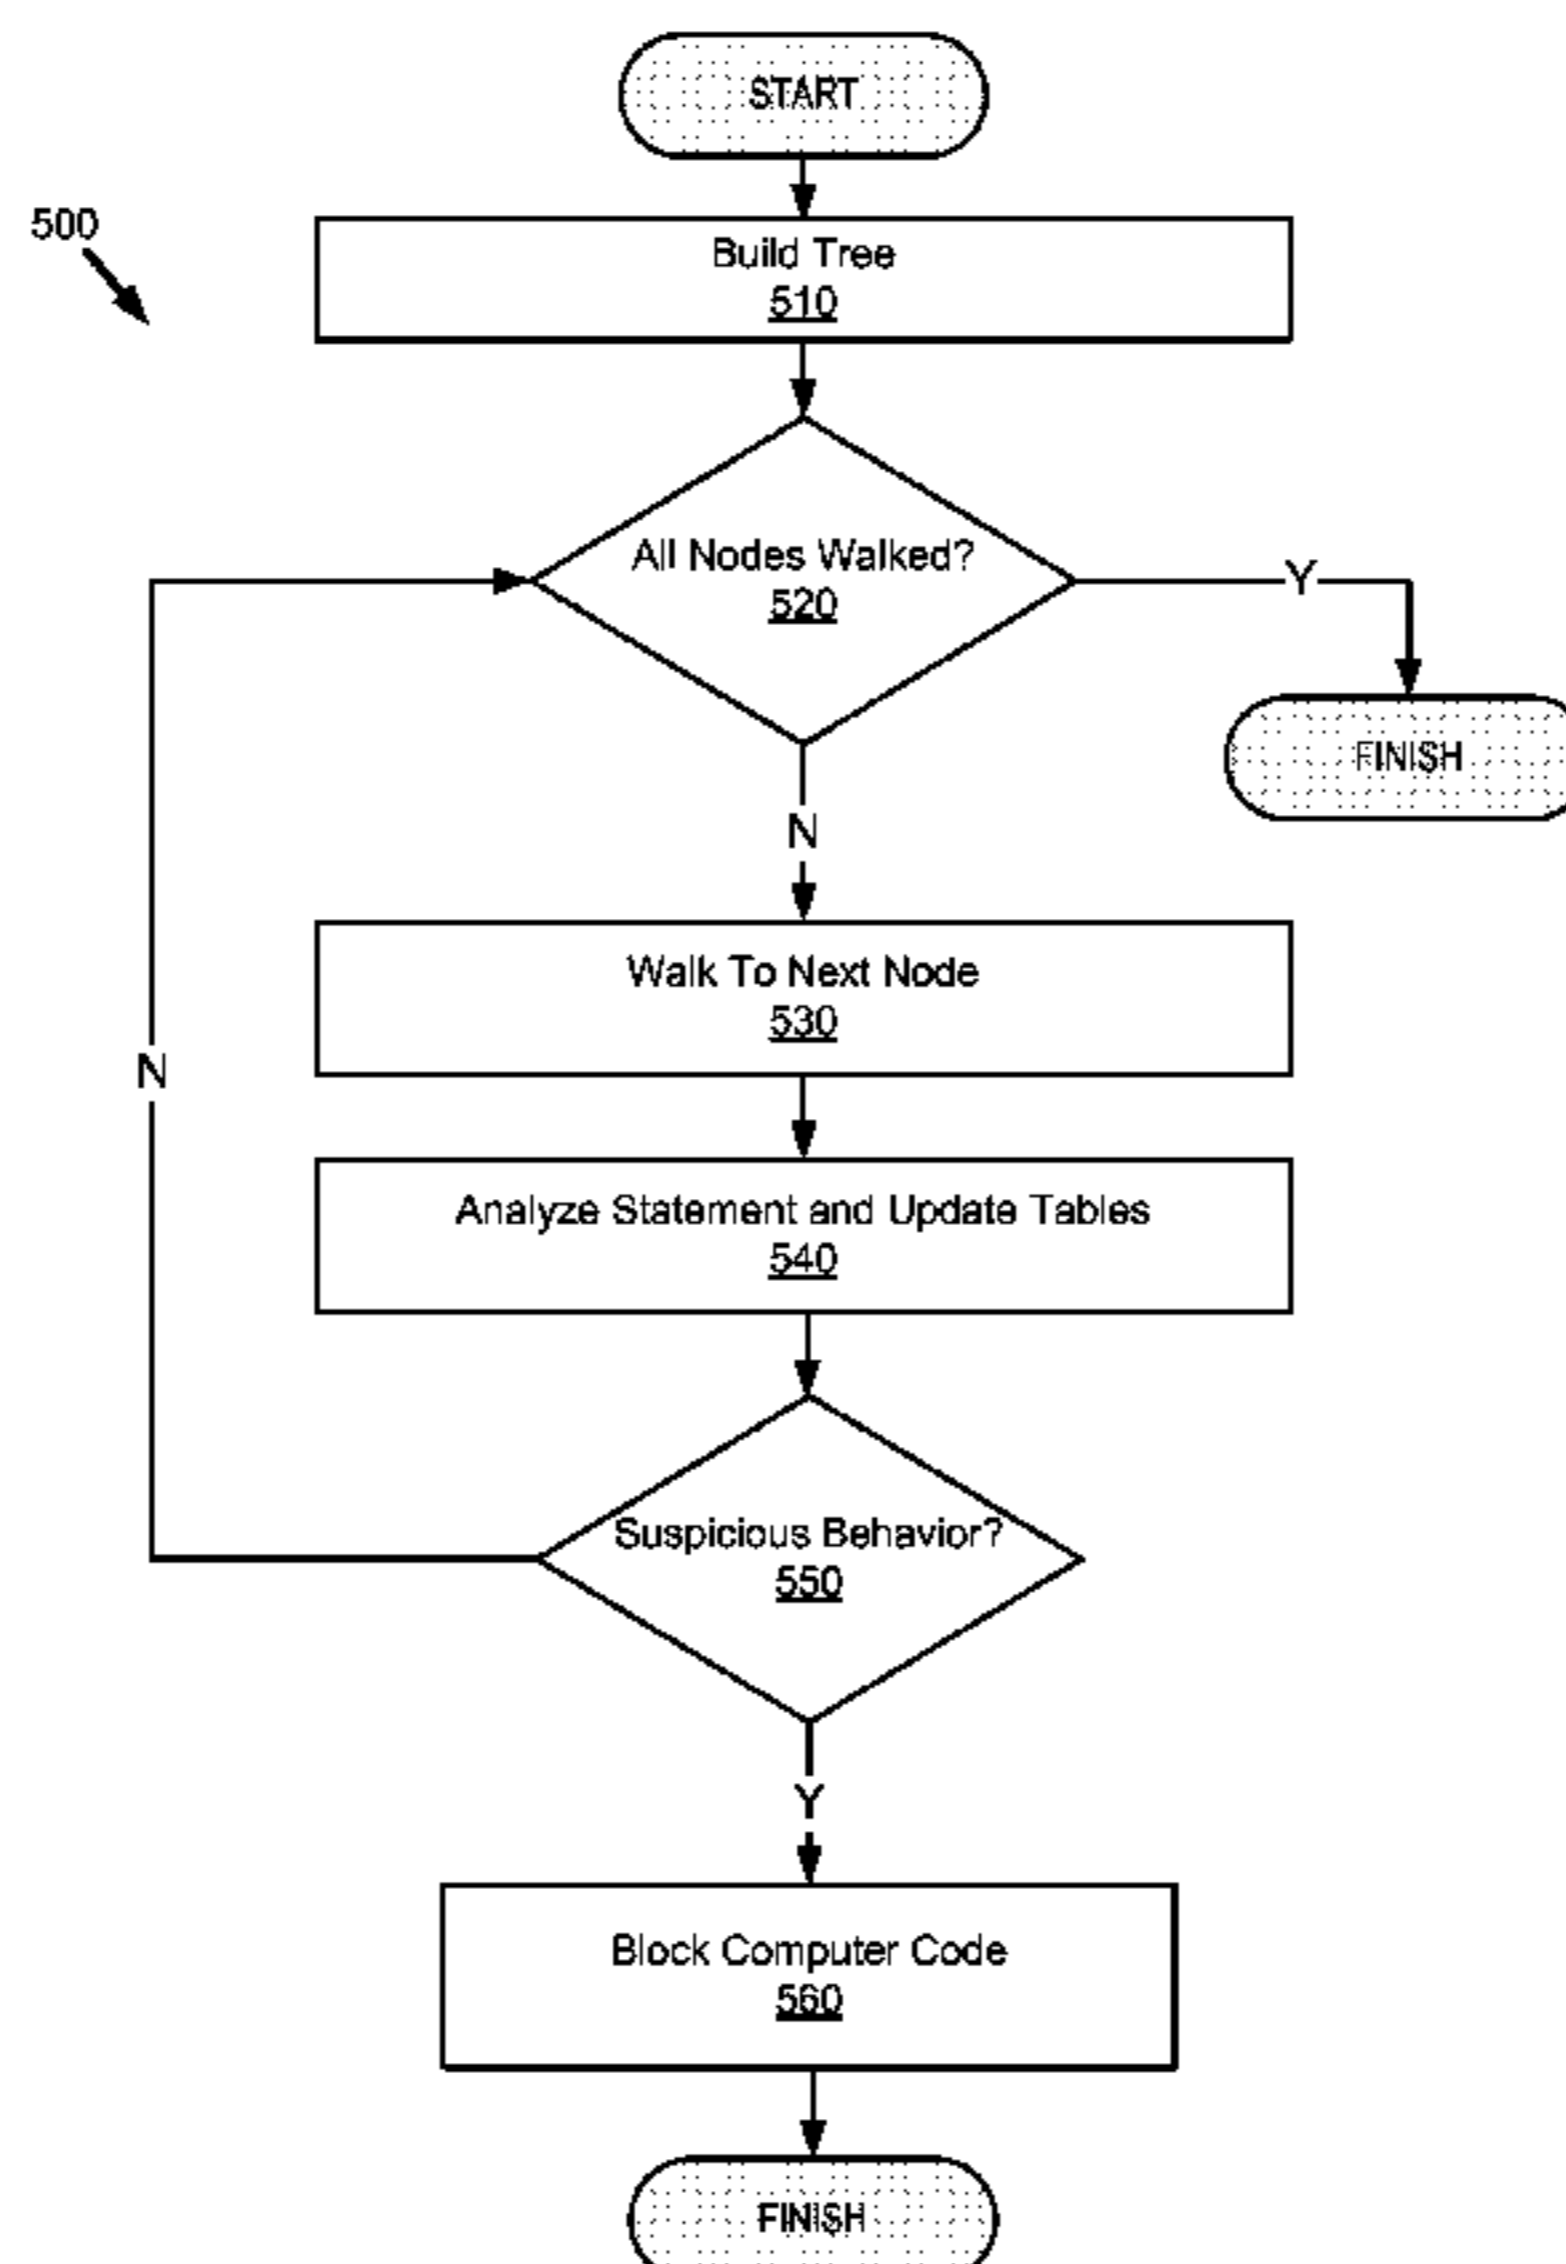 START
500
Build Tree
510
All Nodes Walked?
520
Y
FINISH
N
Walk To Next Node
530
N
Analyze Statement and Update Tables
540
Suspicious Behavior?
550
Y
Block Computer Code
560
FINISH